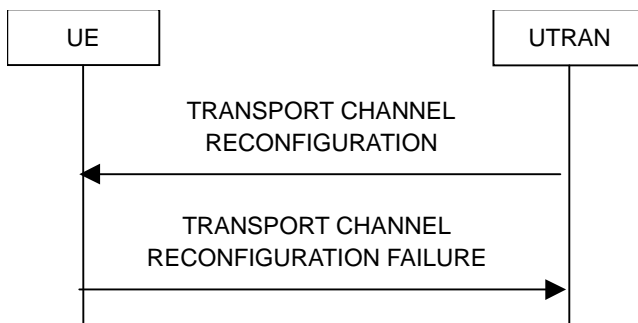 UE
UTRAN
TRANSPORT CHANNEL
RECONFIGURATION
TRANSPORT CHANNEL
RECONFIGURATION FAILURE